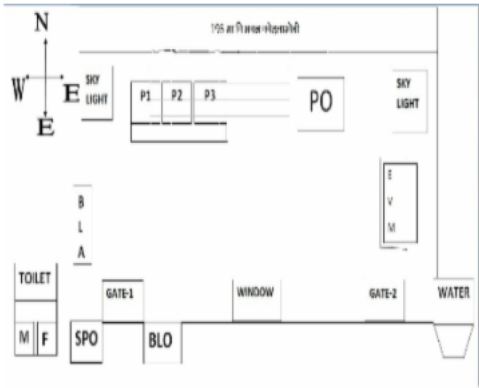 N
W
E
E
SKY
LIGHT
P1 P2 P3
PO
SKY
LIGHT
E
V
M
B
L
A
TOILET
M F
GATE-1
WINDOW
GATE-2
WATER
SPO
BLO